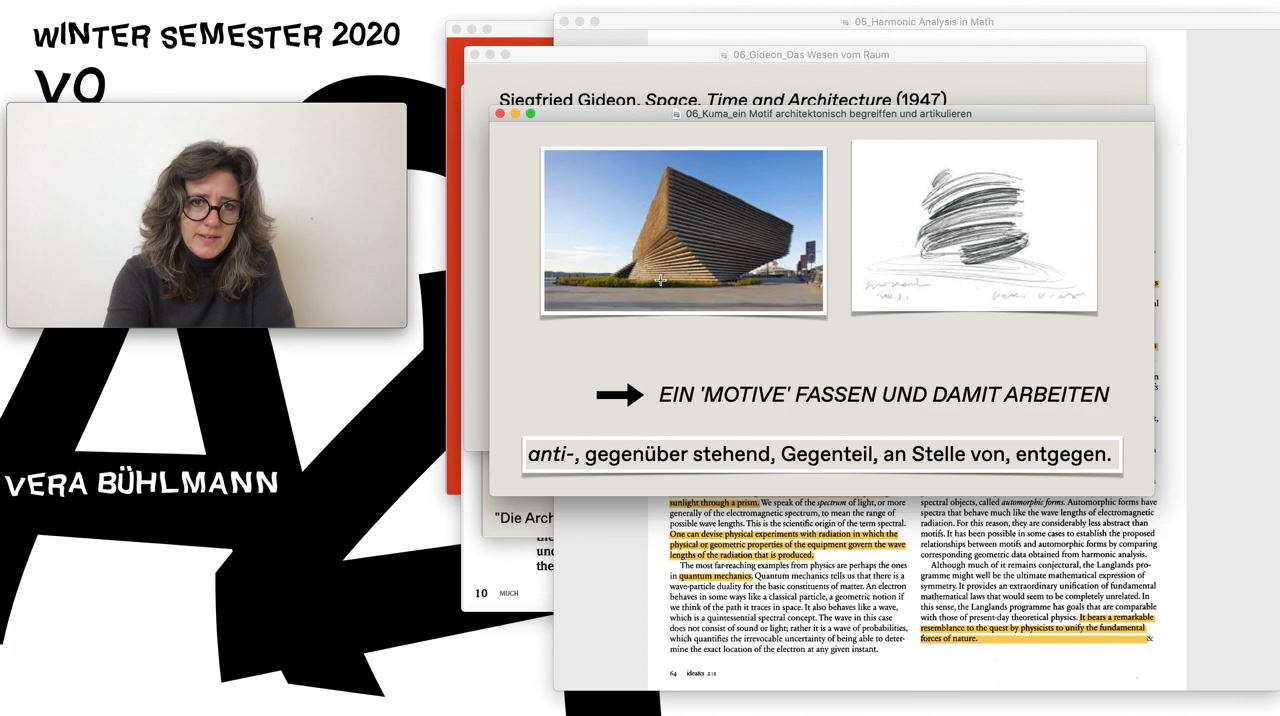 WINTER SEMESTER 2020
VO
VERA BÜHLMANN
05_Harmonic Analysis in Math
06_Gideon_Das Wesen vom Raum
Siegfried Gideon, Space, Time and Architecture (1947)
06_Kuma_ein Motif architektonisch begreiffen und artikulieren
EIN 'MOTIVE' FASSEN UND DAMIT ARBEITEN
anti-, gegenüber stehend, Gegenteil, an Stelle von, entgegen.
"Die Arch
the
und
the
10 MUCH
sunlight through a prism. We speak of the spectrum of light, or more
generally of the electromagnetic spectrum, to mean the range of
possible wave lengths. This is the scientific origin of the term spectral.
One can devise physical experiments with radiation in which the
physical or geometric properties of the equipment govern the wave
lengths of the radiation that is produced.
The most far-reaching examples from physics are perhaps the ones
in quantum mechanics. Quantum mechanics tells us that there is a
wave-particle duality for the basic constituents of matter. An electron
behaves in some ways like a classical particle, a geometric notion if
we think of the path it traces in space. It also behaves like a wave,
which is a quintessential spectral concept. The wave in this case
does not consist of sound or light; rather it is a wave of probabilities,
which quantifies the irrevocable uncertainty of being able to deter-
mine the exact location of the electron at any given instant.
64 ideas 2:1
spectral objects, called automorphic forms. Automorphic forms have
spectra that behave much like the wave lengths of electromagnetic
radiation. For this reason, they are considerably less abstract than
motifs. It has been possible in some cases to establish the proposed
relationships between motifs and automorphic forms by comparing
corresponding geometric data obtained from harmonic analysis.
Although much of it remains conjectural, the Langlands pro-
gramme might well be the ultimate mathematical expression of
symmetry. It provides an extraordinary unification of fundamental
mathematical laws that would seem to be completely unrelated. In
this sense, the Langlands programme has goals that are comparable
with those of present-day theoretical physics. It bears a remarkable
resemblance to the quest by physicists to unify the fundamental
forces of nature. &